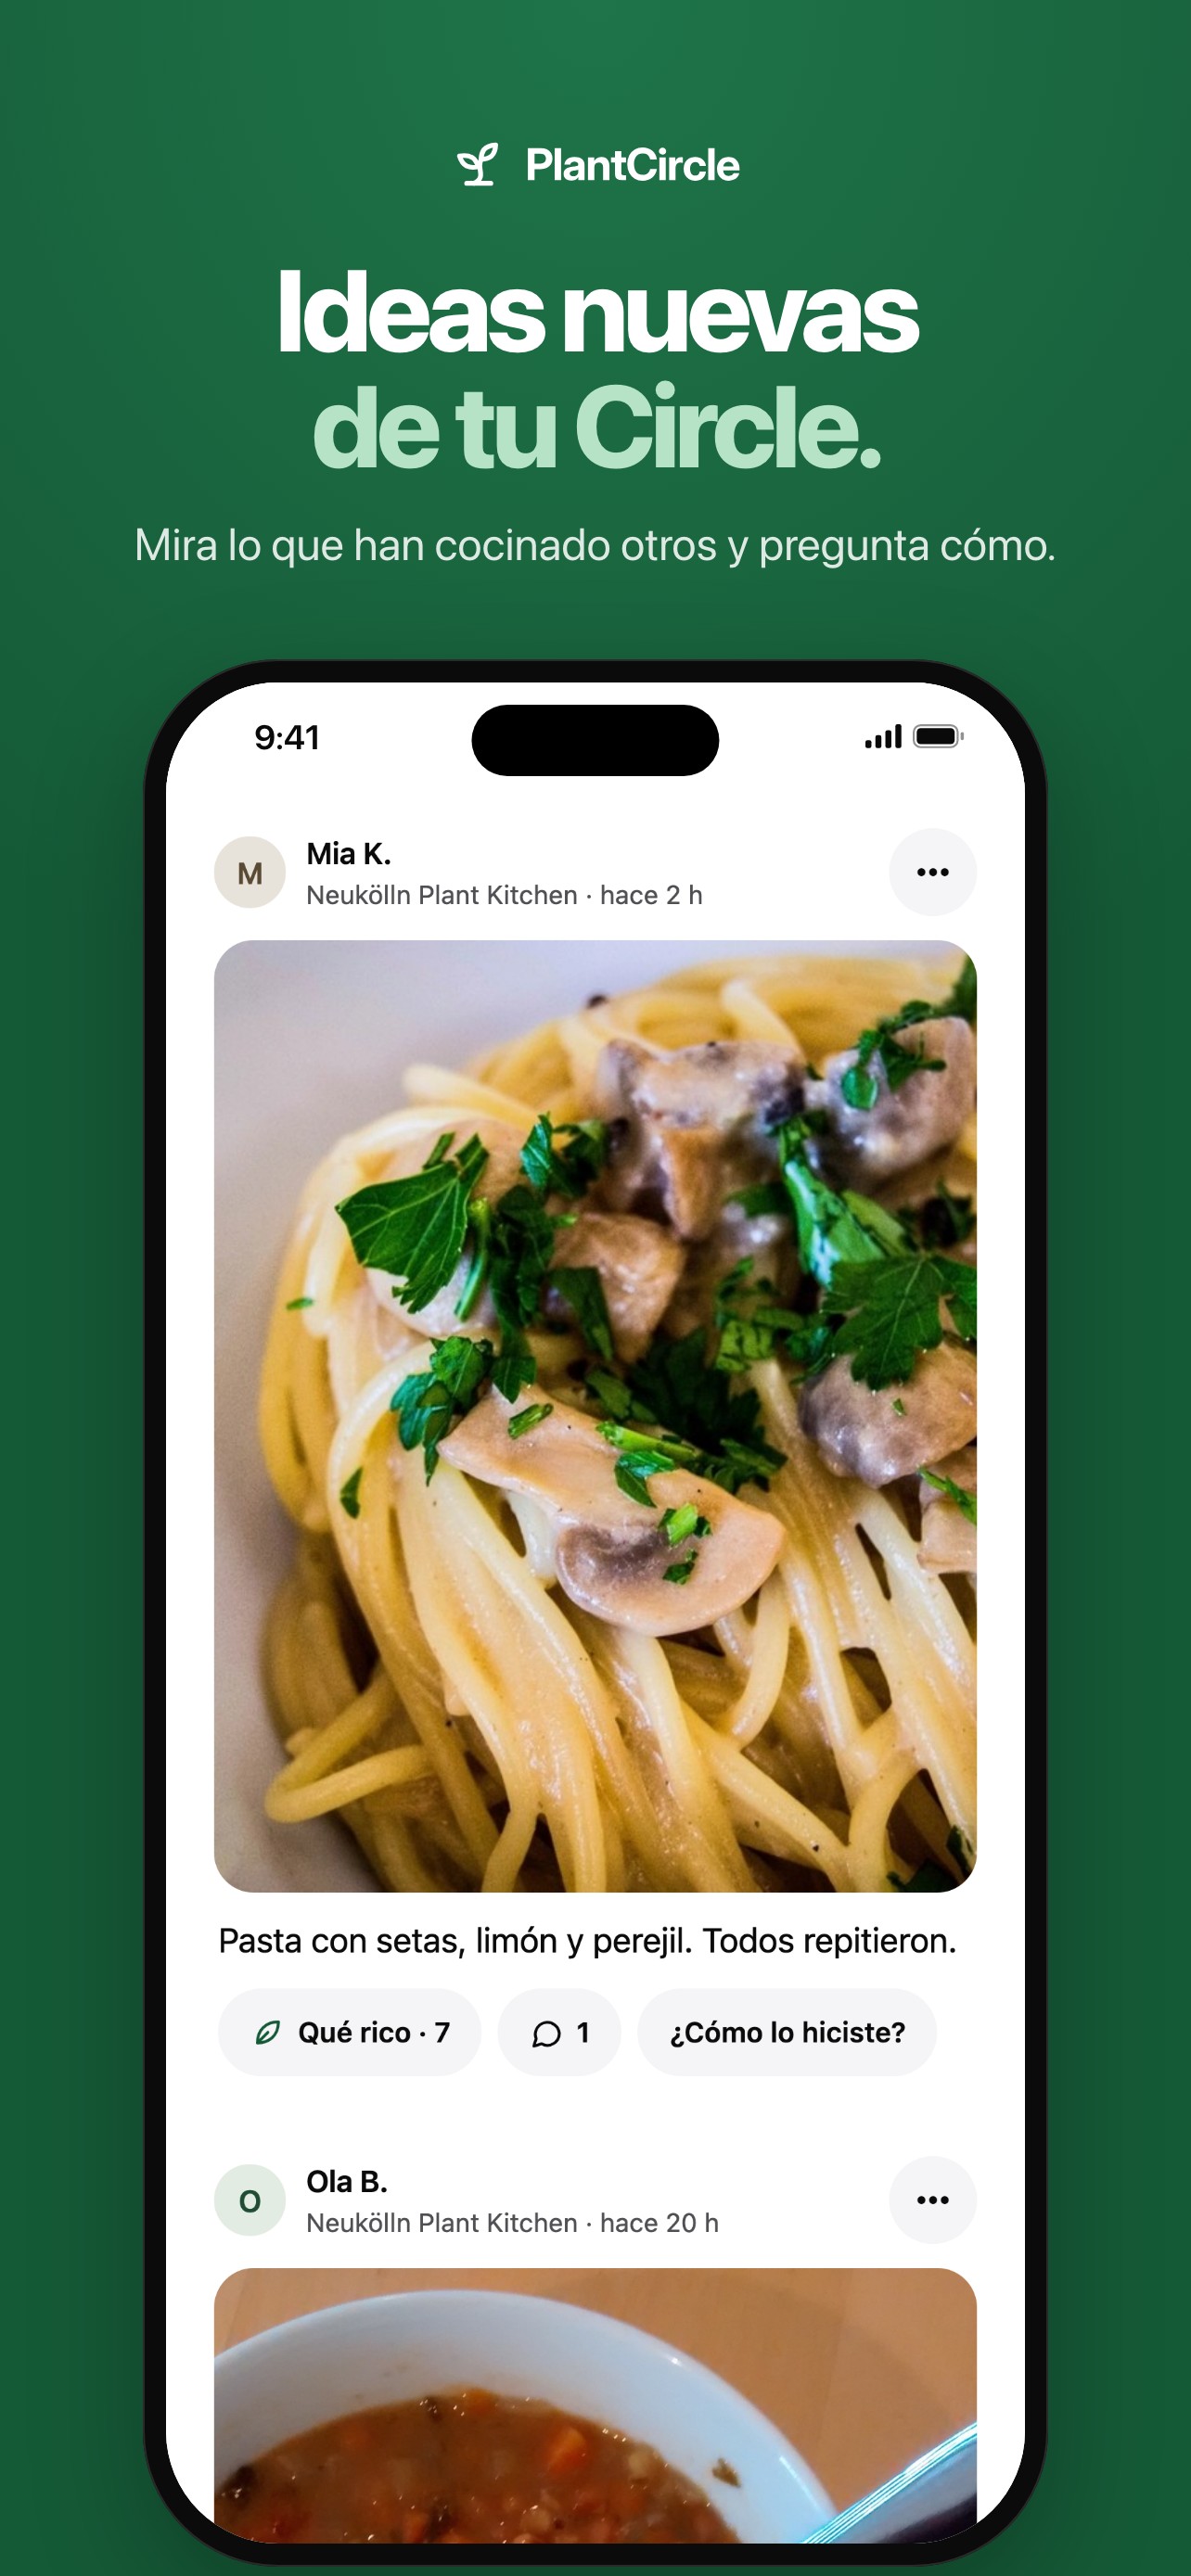 PlantCircle
Ideas nuevas
de tu Circle.
Mira lo que han cocinado otros y pregunta cómo.
9:41
M
Mia K.
Neukölln Plant Kitchen · hace 2 h
Pasta con setas, limón y perejil. Todos repitieron.
Qué rico · 7
1
¿Cómo lo hiciste?
O
Ola B.
Neukölln Plant Kitchen · hace 20 h